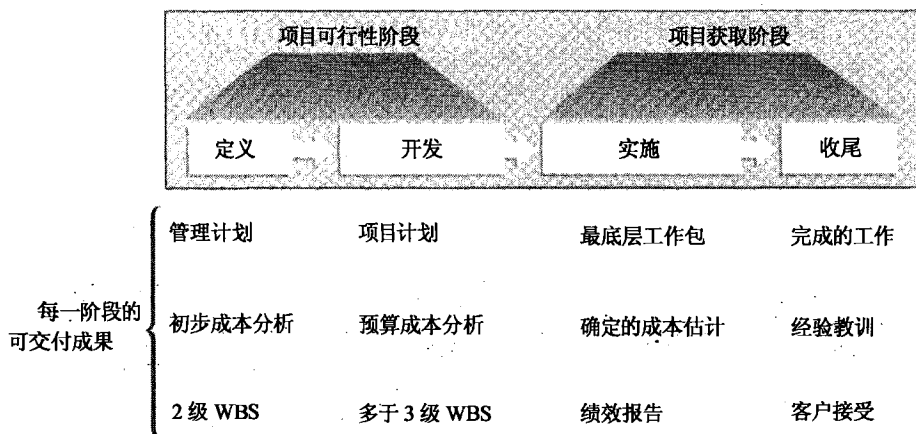 项目可行性阶段 项目获取阶段
定义 开发 实施 收尾
管理计划 项目计划 最底层工作包 完成的工作
每一阶段的
可交付成果
初步成本分析 预算成本分析 确定的成本估计 经验教训
2 级 WBS 多于 3 级 WBS 绩效报告 客户接受